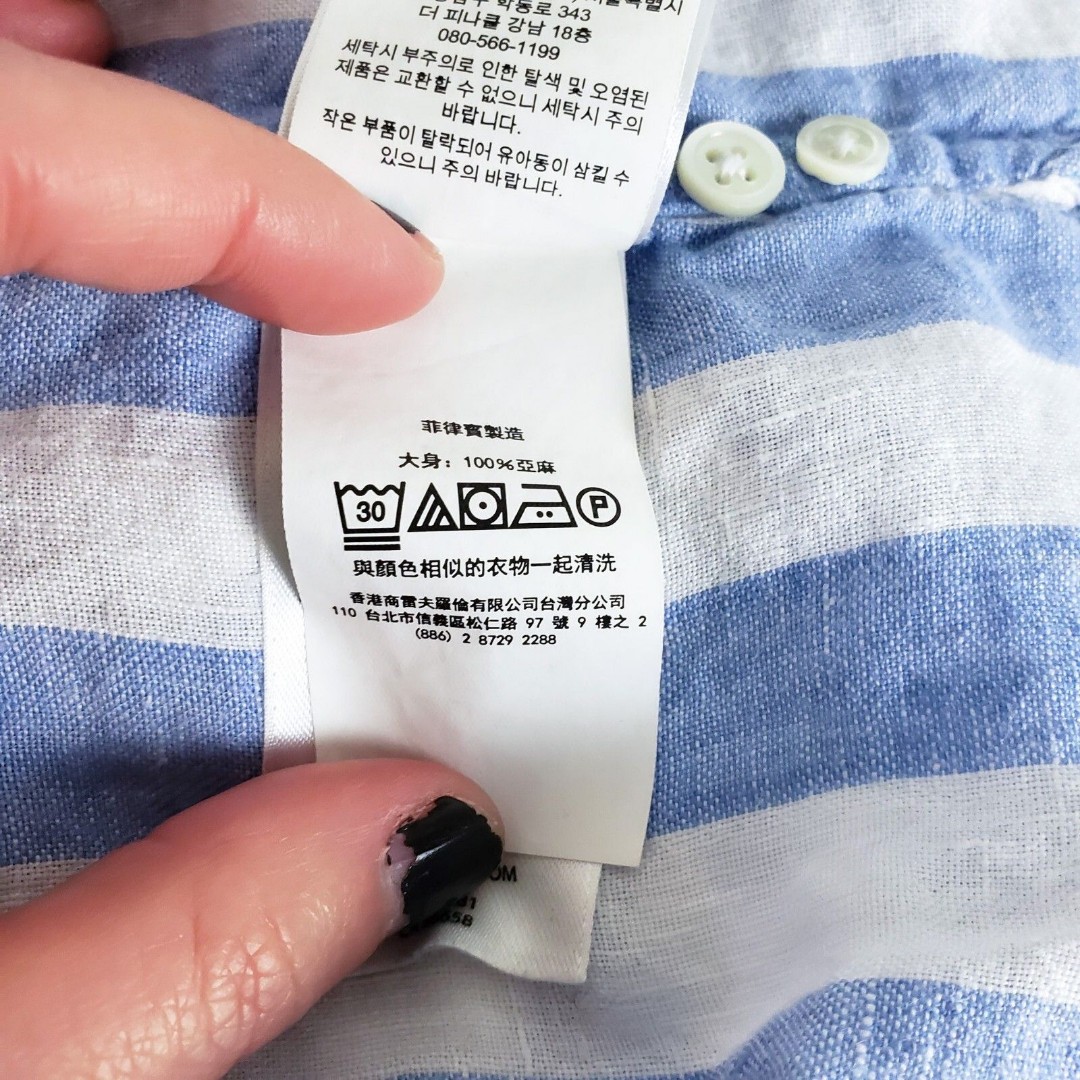 학동로 343
더 피나클 강남 18층
080-566-1199
세탁시 부주의로 인한 탈색 및 오염된
제품은 교환할 수 없으니 세탁시 주의
바랍니다.
작은 부품이 탈락되어 유아동이 삼킬 수
있으니 주의 바랍니다.
菲律賓製造
大身: 100%亞麻
30 P
與顏色相似的衣物一起清洗
香港商雷夫羅倫有限公司台灣分公司
110 台北市信義區松仁路 97 號 9 樓之 2
(886) 2 8729 2288